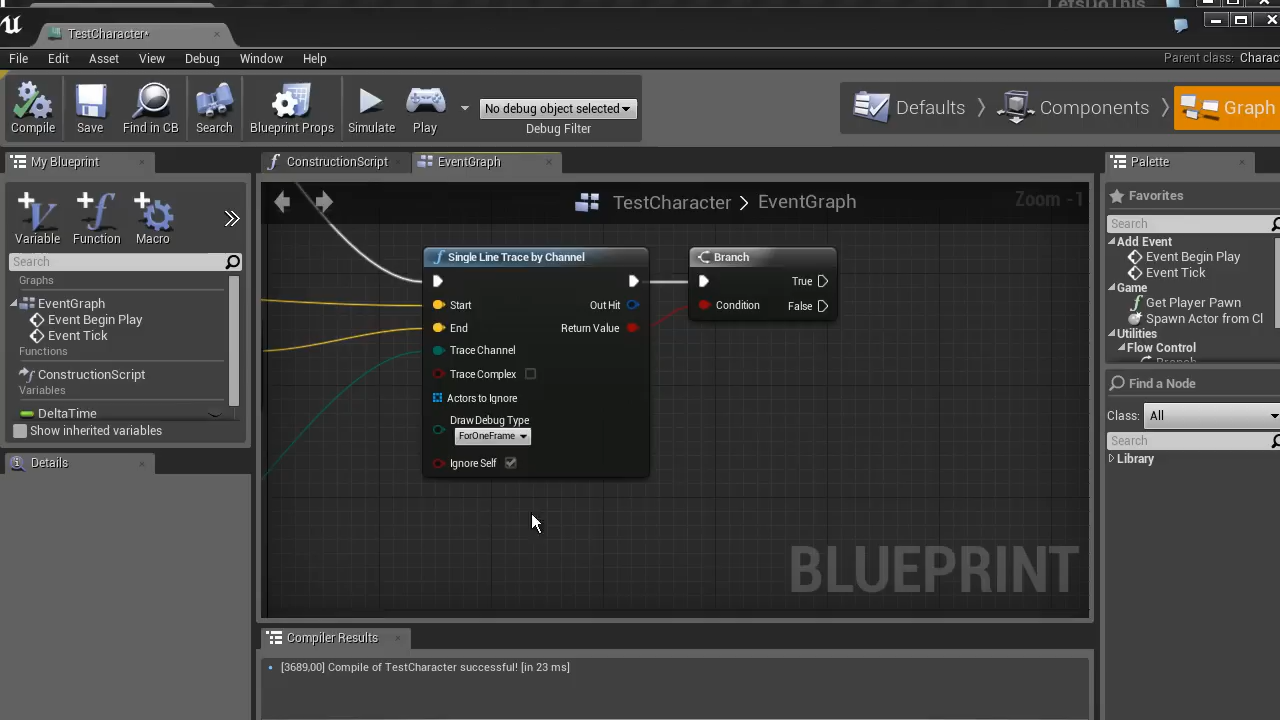 LetsDoThis
TestCharacter*
File Edit Asset View Debug Window Help
Parent class: Charac
Compile Save Find in CB Search Blueprint Props Simulate Play
No debug object selected
Debug Filter
Defaults Components Graph
My Blueprint
ConstructionScript EventGraph
Palette
Variable Function Macro
Search
Graphs
EventGraph
Event Begin Play
Event Tick
Functions
ConstructionScript
Variables
DeltaTime
Show inherited variables
Details
TestCharacter > EventGraph
Zoom -1
Single Line Trace by Channel
Start Out Hit
End Return Value
Trace Channel
Trace Complex
Actors to Ignore
Draw Debug Type
ForOneFrame
Ignore Self
Branch
True
Condition False
BLUEPRINT
Favorites
Search
Add Event
Event Begin Play
Event Tick
Game
Get Player Pawn
Spawn Actor from Cl
Utilities
Flow Control
Branch
Find a Node
Class: All
Search
Library
Compiler Results
[3689,00] Compile of TestCharacter successful! [in 23 ms]